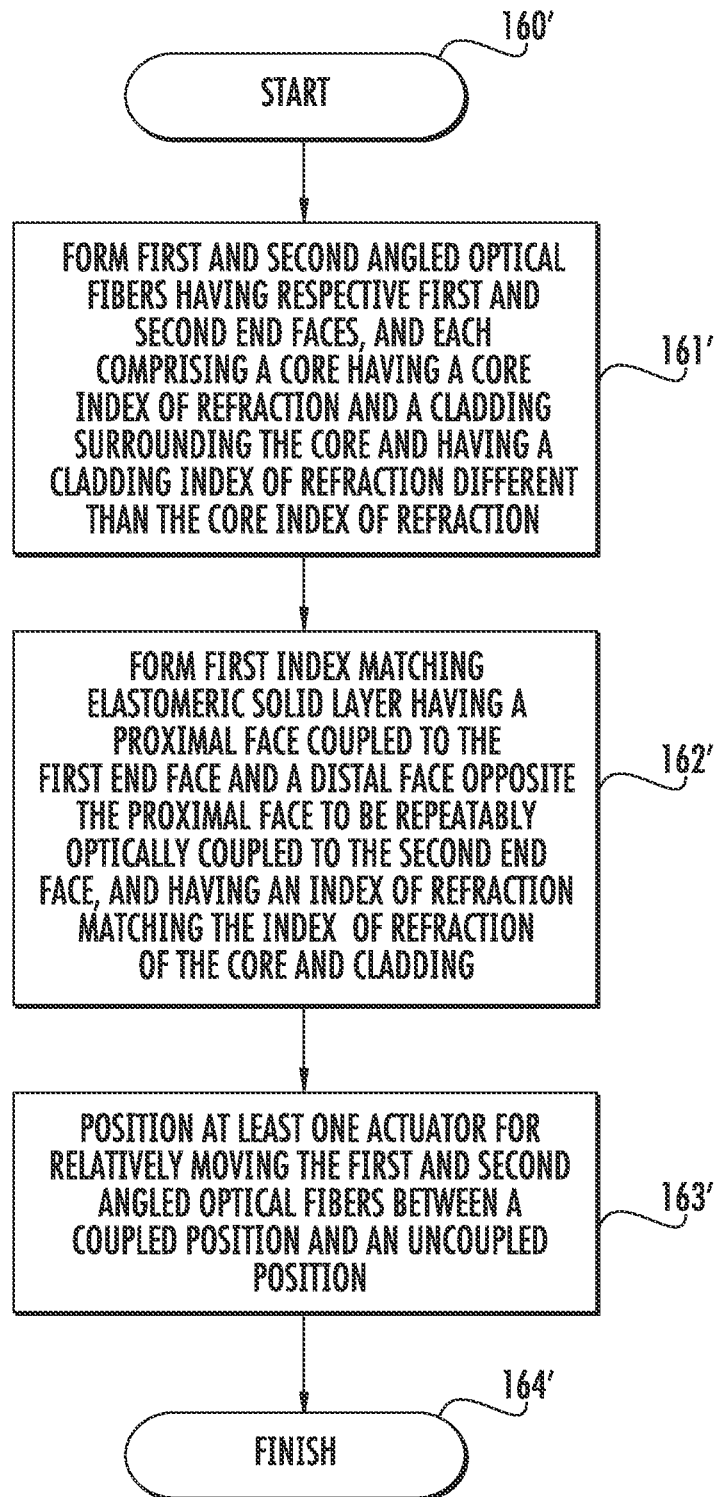 160'
START
FORM FIRST AND SECOND ANGLED OPTICAL
FIBERS HAVING RESPECTIVE FIRST AND
SECOND END FACES, AND EACH
COMPRISING A CORE HAVING A CORE
INDEX OF REFRACTION AND A CLADDING
SURROUNDING THE CORE AND HAVING A
CLADDING INDEX OF REFRACTION DIFFERENT
THAN THE CORE INDEX OF REFRACTION
161'
FORM FIRST INDEX MATCHING
ELASTOMERIC SOLID LAYER HAVING A
PROXIMAL FACE COUPLED TO THE
FIRST END FACE AND A DISTAL FACE OPPOSITE
THE PROXIMAL FACE TO BE REPEATABLY
OPTICALLY COUPLED TO THE SECOND END
FACE, AND HAVING AN INDEX OF REFRACTION
MATCHING THE INDEX OF REFRACTION
OF THE CORE AND CLADDING
162'
POSITION AT LEAST ONE ACTUATOR FOR
RELATIVELY MOVING THE FIRST AND SECOND
ANGLED OPTICAL FIBERS BETWEEN A
COUPLED POSITION AND AN UNCOUPLED
POSITION
163'
164'
FINISH